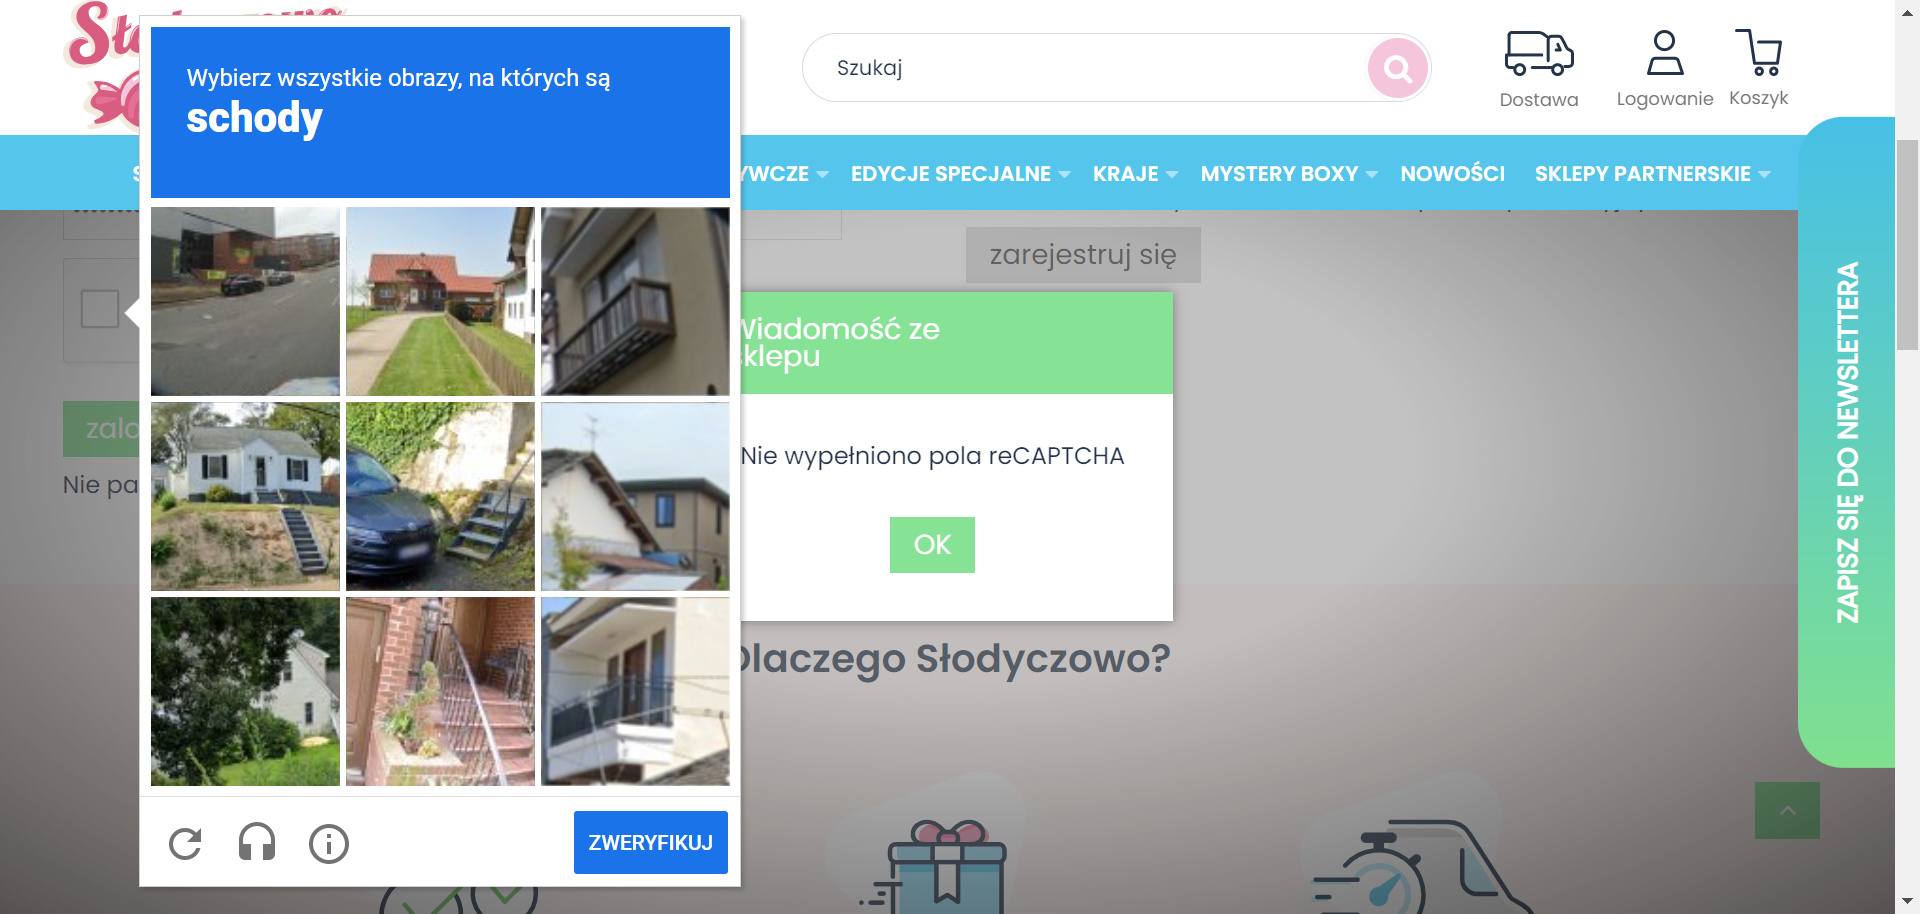 Szukaj
Dostawa
Logowanie
Koszyk
Wybierz wszystkie obrazy, na których są
schody
EDYCJE SPECJALNE
KRAJE
MYSTERY BOXY
NOWOŚCI
SKLEPY PARTNERSKIE
zarejestruj się
Wiadomość ze
sklepu
Nie wypełniono pola reCAPTCHA
OK
zalo
Nie pa
Dlaczego Słodyczowo?
ZAPISZ SIĘ DO NEWSLETTERA
ZWERYFIKUJ